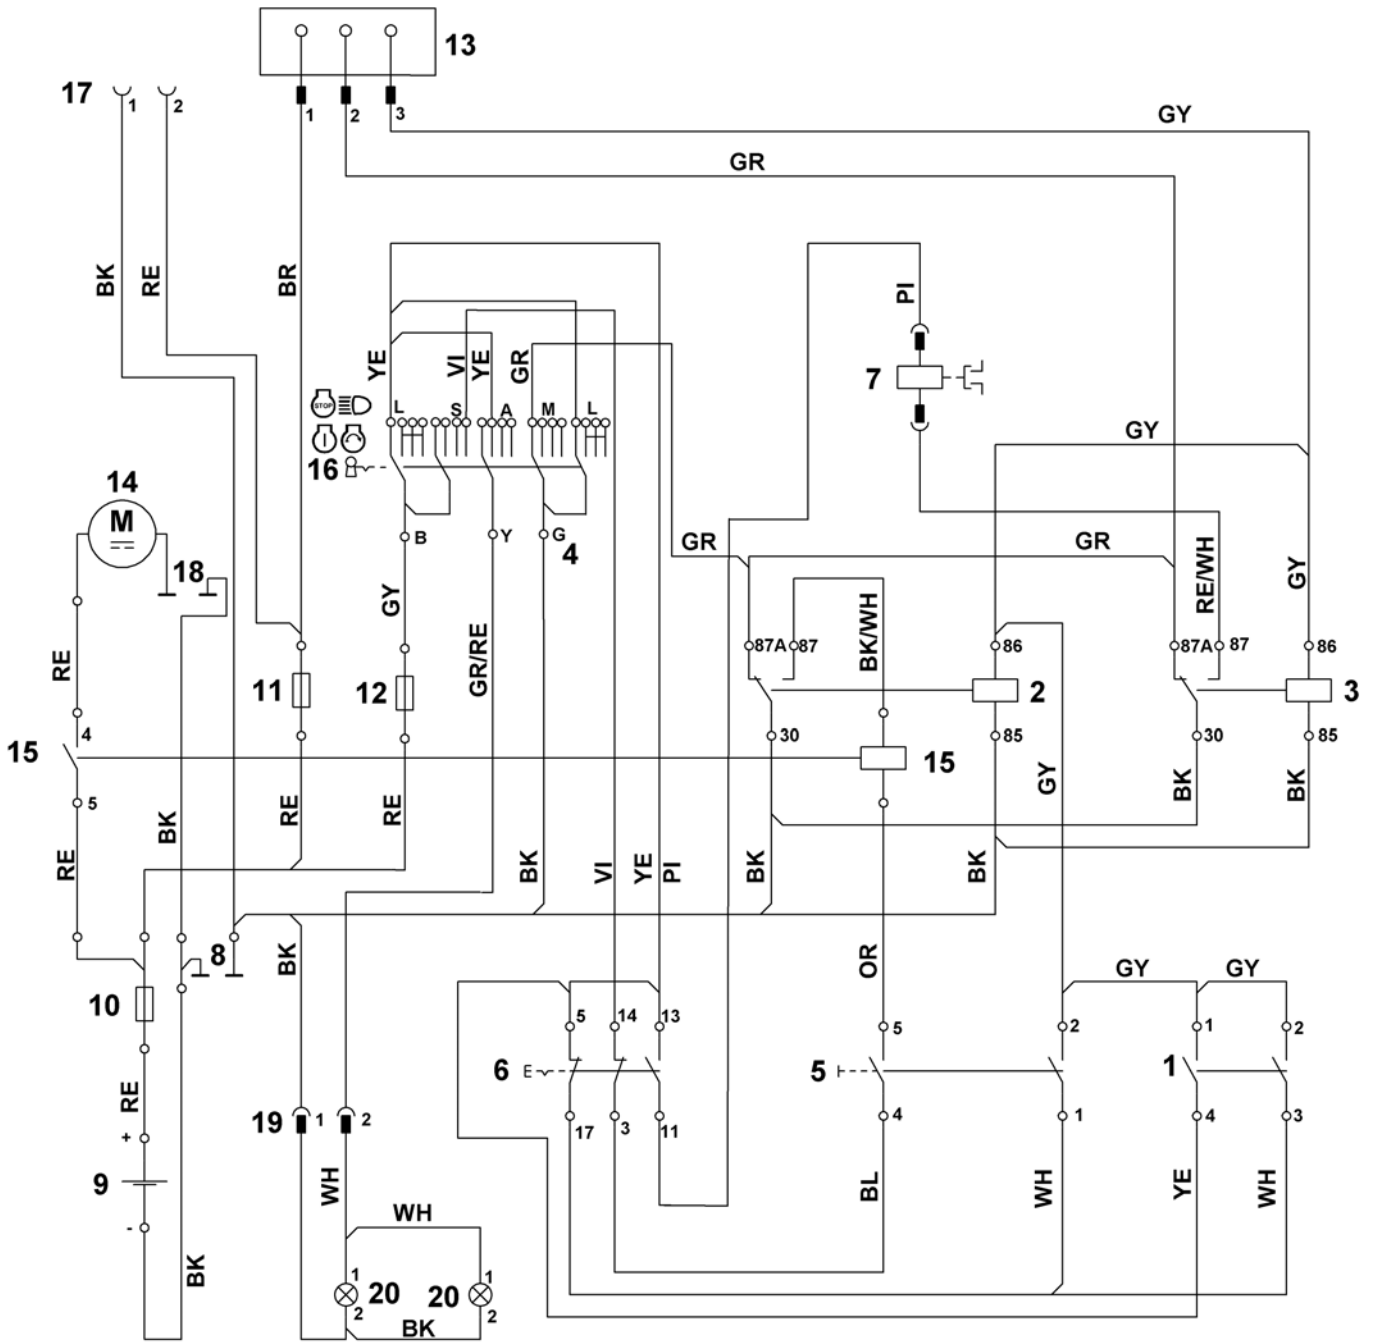 13
17
1
2
1
2
3
GY
GR
BK
RE
BR
PI
YE
VI
YE
GR
7
STOP
L
S
A
M
L
GY
16
14
M
B
Y
G
4
18
GR
GR
GY
GR/RE
BK/WH
RE/WH
GY
87A
87
86
87A
87
86
RE
11
12
2
3
4
30
85
30
85
15
15
5
RE
BK
RE
RE
BK
VI
YE
PI
BK
BK
GY
BK
BK
8
BK
OR
GY
GY
10
5
14
13
5
2
1
2
6
E
5
1
RE
19
1
2
17
3
11
4
1
4
3
+
9
-
WH
BL
WH
YE
WH
WH
BK
1
20
2
1
20
2
BK